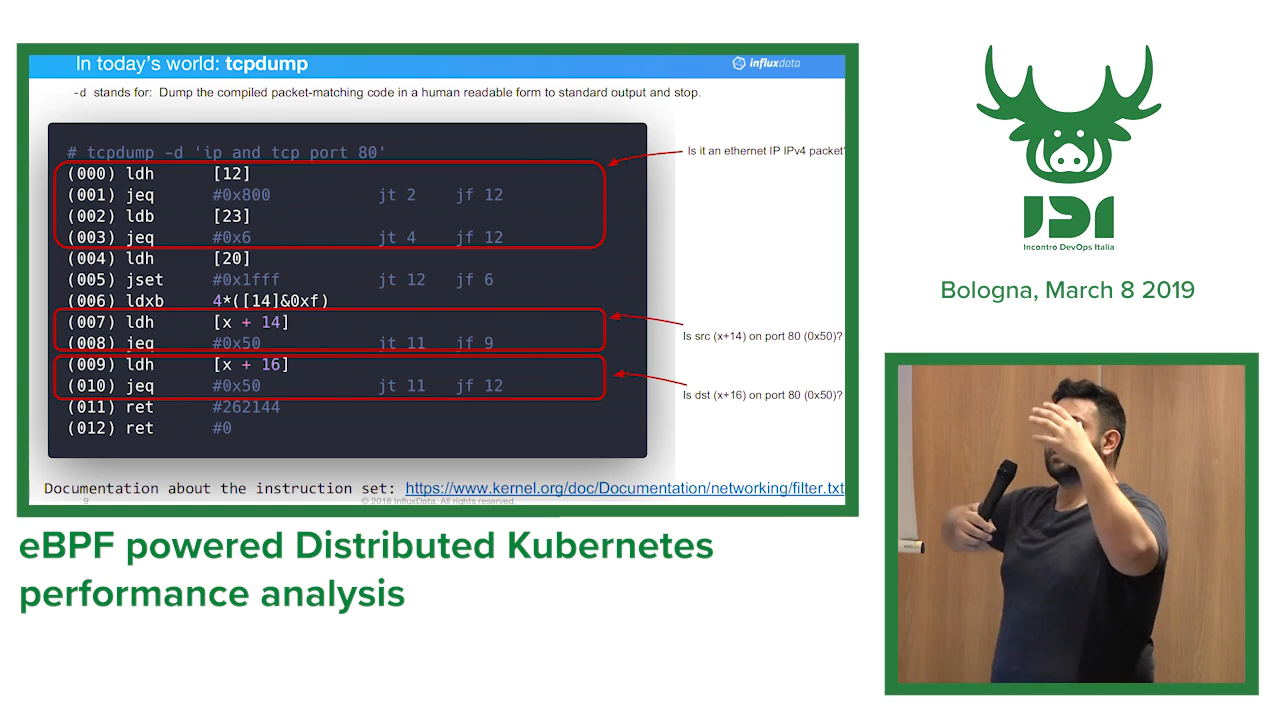 In today's world: tcpdump
influxdata
-d stands for: Dump the compiled packet-matching code in a human readable form to standard output and stop.
# tcpdump -d 'ip and tcp port 80'
(000) ldh [12]
(001) jeq #0x800 jt 2 jf 12
(002) ldb [23]
(003) jeq #0x6 jt 4 jf 12
(004) ldh [20]
(005) jset #0x1fff jt 12 jf 6
(006) ldxb 4*([14]&0xf)
(007) ldh [x + 14]
(008) jeq #0x50 jt 11 jf 9
(009) ldh [x + 16]
(010) jeq #0x50 jt 11 jf 12
(011) ret #262144
(012) ret #0
Is it an ethernet IP IPv4 packet?
Is src (x+14) on port 80 (0x50)?
Is dst (x+16) on port 80 (0x50)?
Documentation about the instruction set: https://www.kernel.org/doc/Documentation/networking/filter.txt
9
© 2018 InfluxData. All rights reserved.
eBPF powered Distributed Kubernetes
performance analysis
IDI
Incontro DevOps Italia
Bologna, March 8 2019